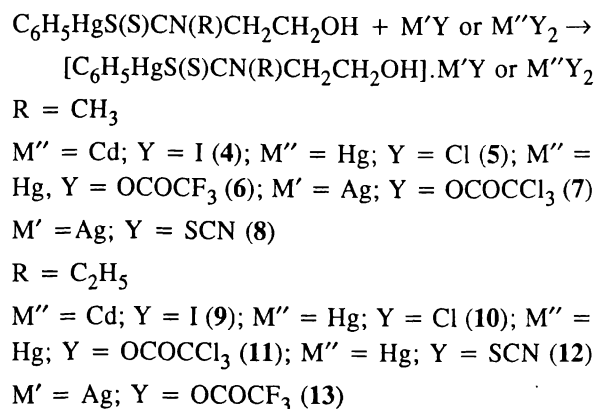 C₆H₅HgS(S)CN(R)CH₂CH₂OH + M′Y or M″Y₂ →
[C₆H₅HgS(S)CN(R)CH₂CH₂OH].M′Y or M″Y₂
R = CH₃
M″ = Cd; Y = I (4); M″ = Hg; Y = Cl (5); M″ =
Hg, Y = OCOCF₃ (6); M′ = Ag; Y = OCOCCl₃ (7)
M′ =Ag; Y = SCN (8)
R = C₂H₅
M″ = Cd; Y = I (9); M″ = Hg; Y = Cl (10); M″ =
Hg; Y = OCOCCl₃ (11); M″ = Hg; Y = SCN (12)
M′ = Ag; Y = OCOCF₃ (13)